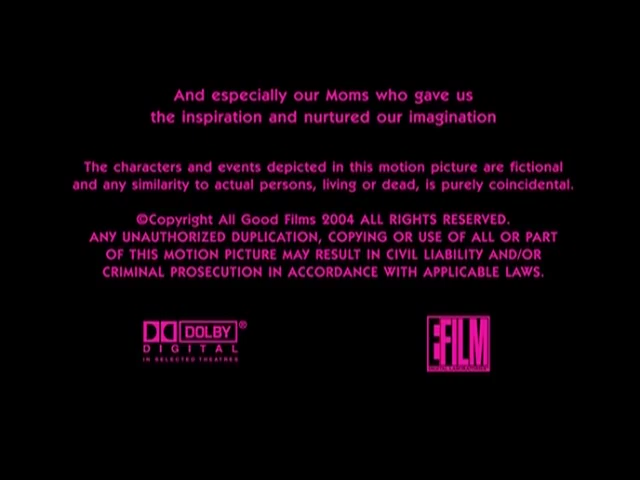 And especially our Moms who gave us
the inspiration and nurtured our imagination
The characters and events depicted in this motion picture are fictional
and any similarity to actual persons, living or dead, is purely coincidental.
©Copyright All Good Films 2004 ALL RIGHTS RESERVED.
ANY UNAUTHORIZED DUPLICATION, COPYING OR USE OF ALL OR PART
OF THIS MOTION PICTURE MAY RESULT IN CIVIL LIABILITY AND/OR
CRIMINAL PROSECUTION IN ACCORDANCE WITH APPLICABLE LAWS.
DOLBY®
DIGITAL
IN SELECTED THEATRES
EFILM
DIGITAL LABORATORIES